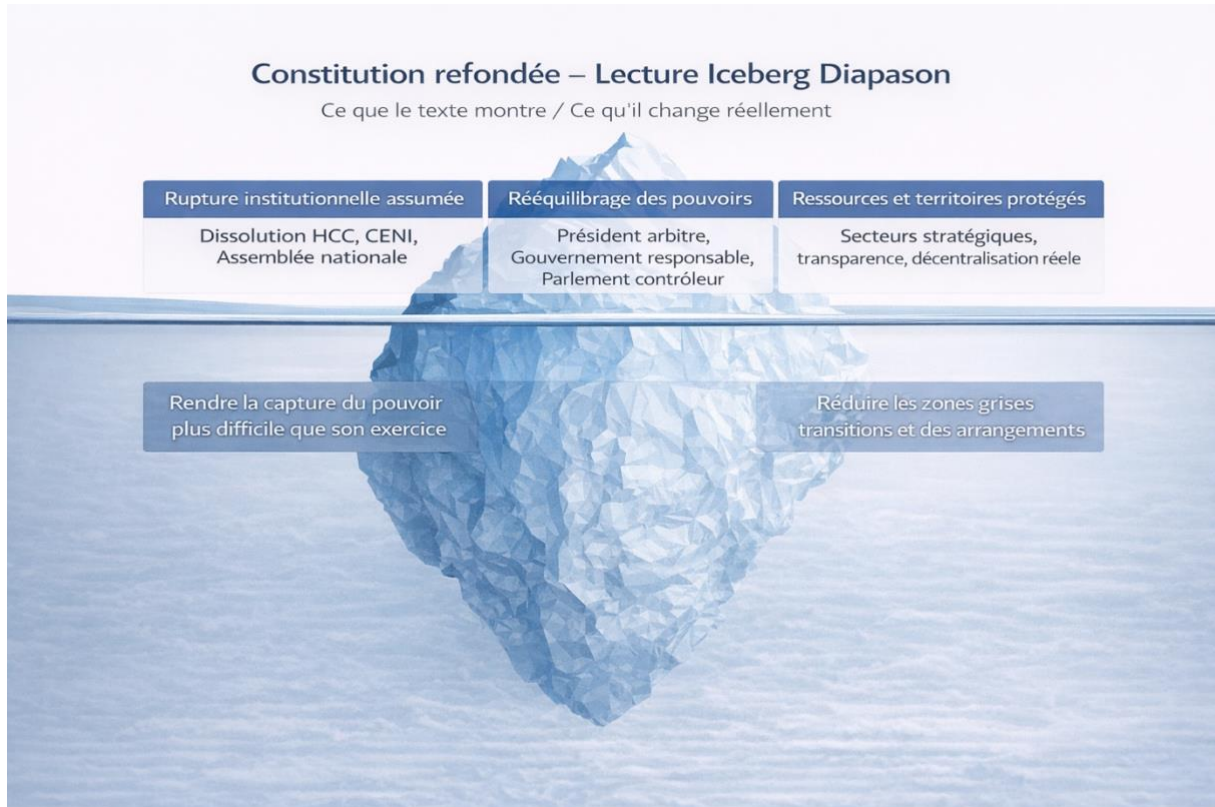 Constitution refondée – Lecture Iceberg Diapason
Ce que le texte montre / Ce qu'il change réellement
Rupture institutionnelle assumée
Dissolution HCC, CENI,
Assemblée nationale
Rééquilibrage des pouvoirs
Président arbitre,
Gouvernement responsable,
Parlement contróleur
Ressources et territoires protégés
Secteurs stratégiques,
transparence, décentralisation réele
Rendre la capture du pouvoir
plus difficile que son exercice
Réduire les zones grises
transitions et des arrangements